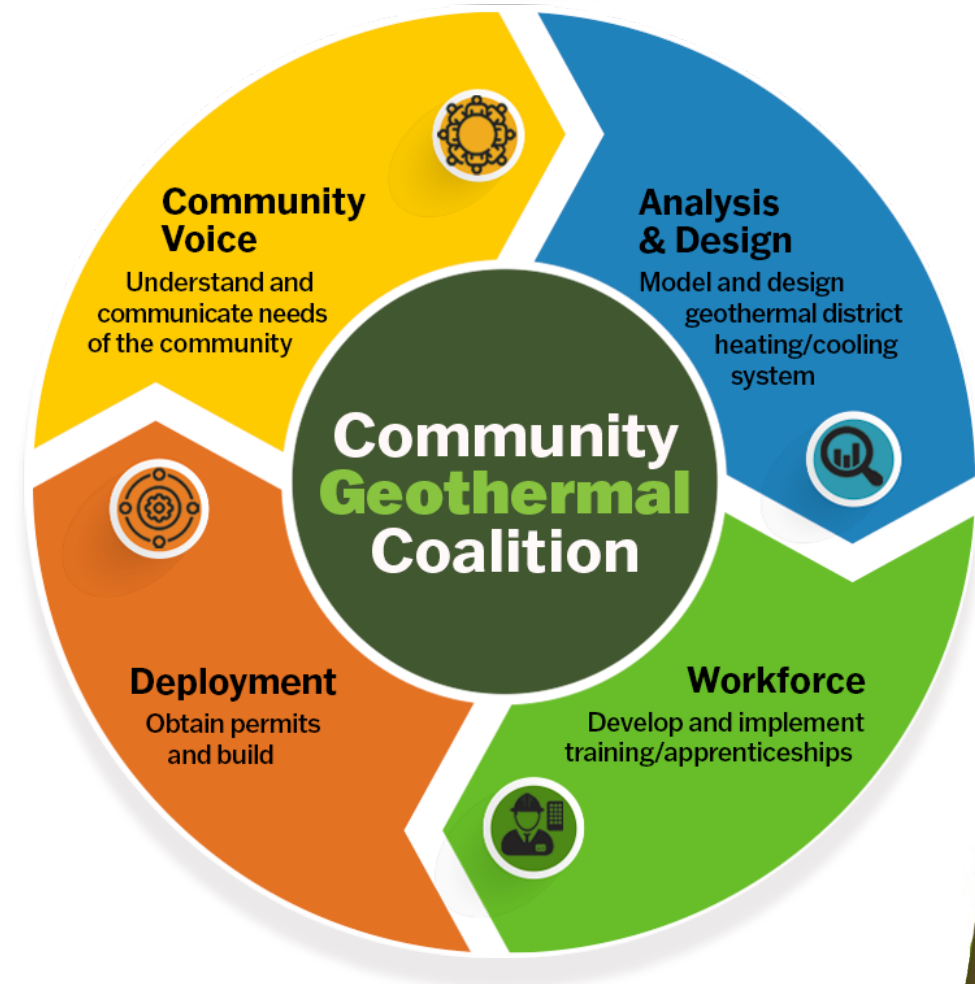 Community
Voice
Understand and
communicate needs
of the community
Analysis
& Design
Model and design
geothermal district
heating/cooling
system
Community
Geothermal
Coalition
Deployment
Obtain permits
and build
Workforce
Develop and implement
training/apprenticeships